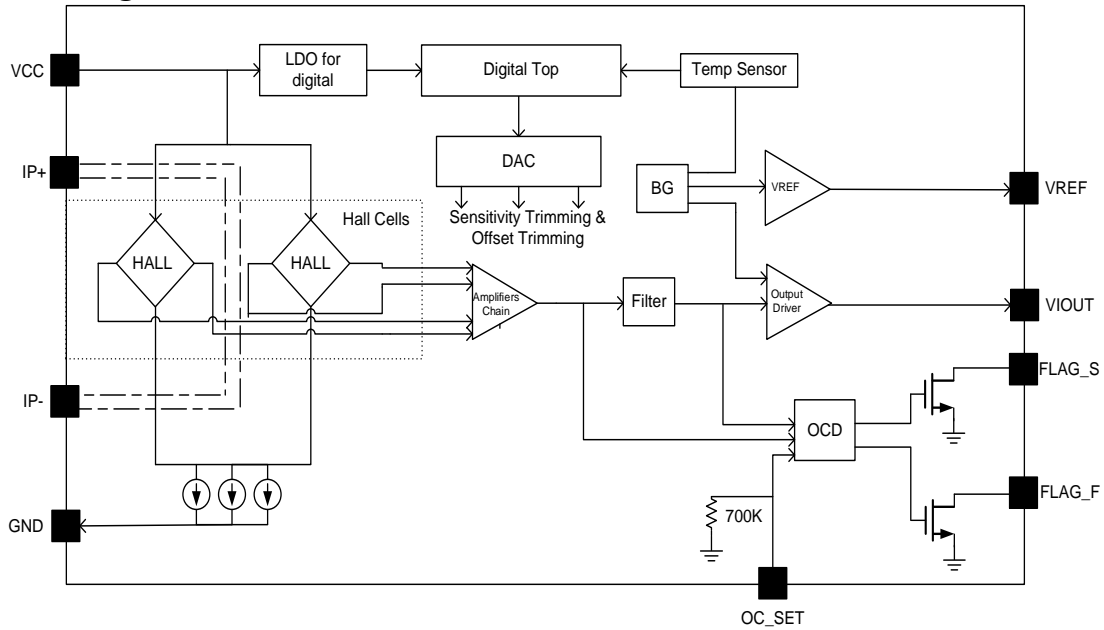 VCC
LDO for
digital
Digital Top
Temp Sensor
IP+
DAC
BG
VREF
VREF
Hall Cells
Sensitivity Trimming &
Offset Trimming
HALL
HALL
Amplifiers
Chain
Filter
Output
Driver
VIOUT
FLAG_S
IP-
OCD
FLAG_F
700K
GND
OC_SET